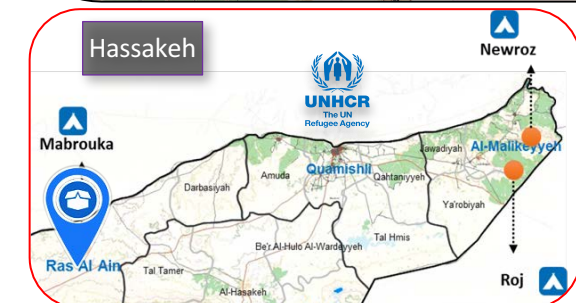 Hassakeh
Newroz
UNHCR
The UN
Refugee Agency
Mabrouka
Jawadiyah
Al-Malikeyyeh
Quamishli
Amuda
Qahtaniyyeh
Darbasiyah
Ya'robiyah
Be'r Al-Hulo Al-Wardeyyeh
Tal Hmis
Ras Al Ain
Tal Tamer
Roj
Al-Hasakeh